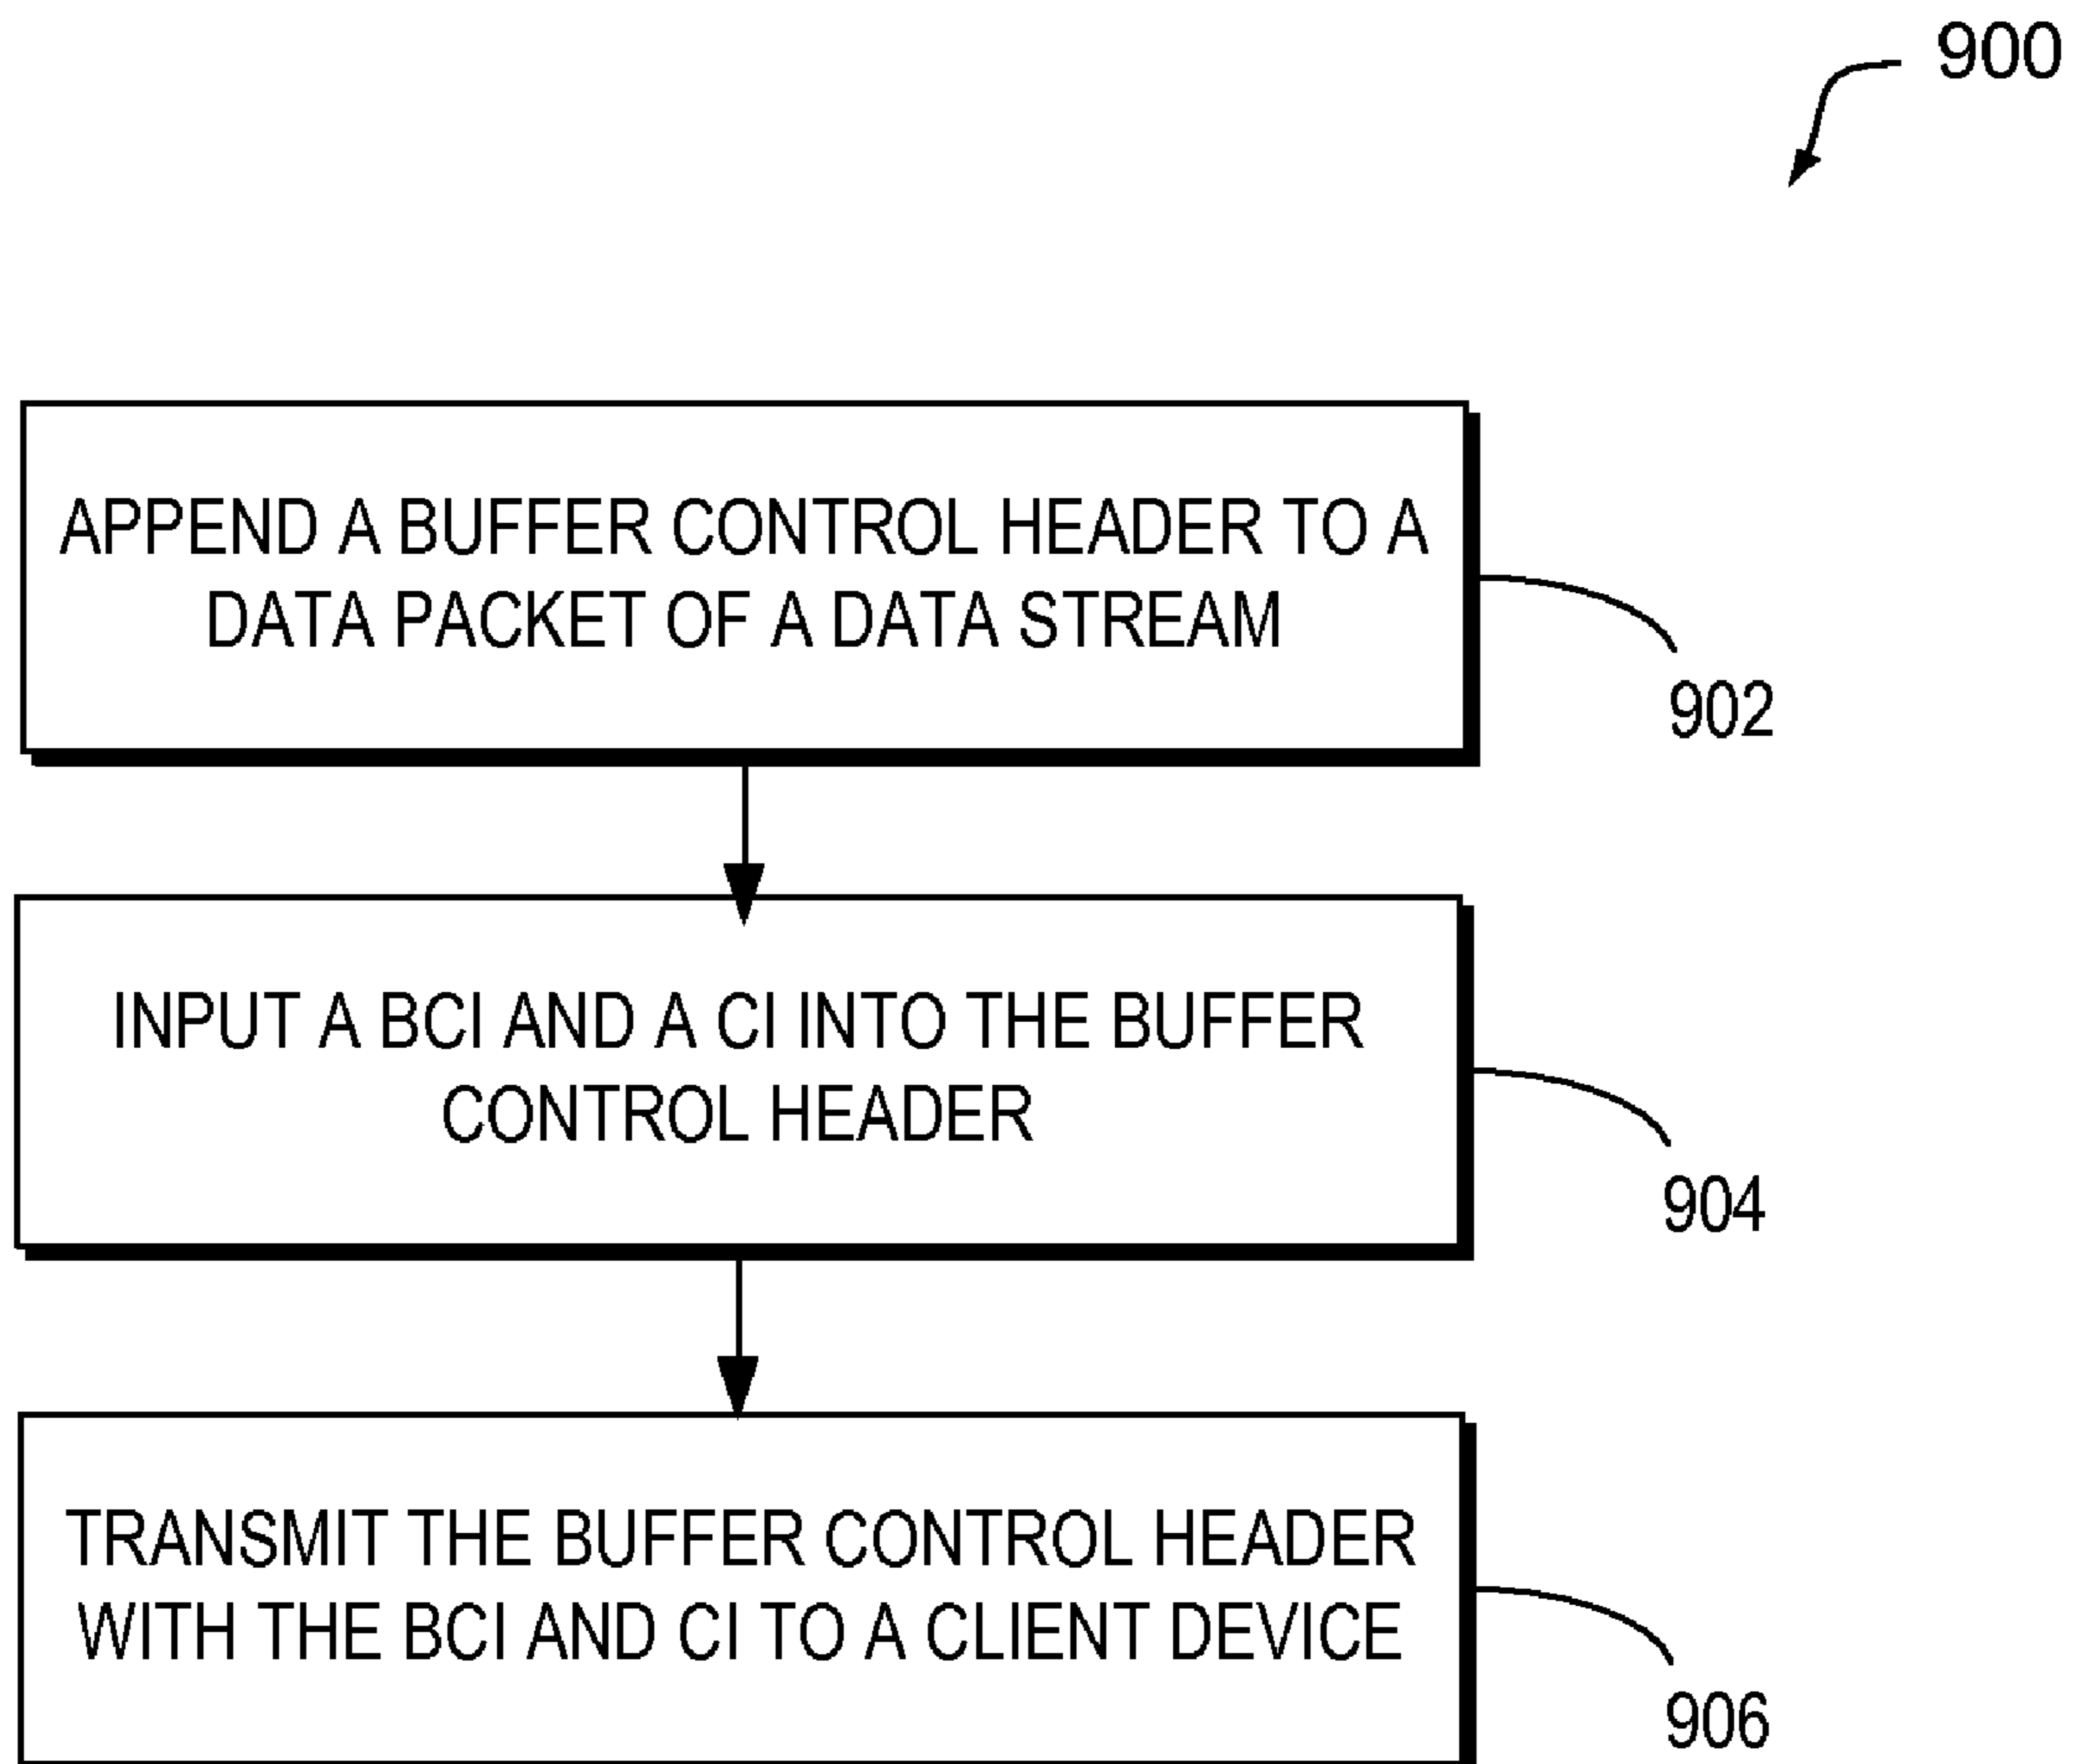 900
APPEND A BUFFER CONTROL HEADER TO A
DATA PACKET OF A DATA STREAM
902
INPUT A BCI AND A CI INTO THE BUFFER
CONTROL HEADER
904
TRANSMIT THE BUFFER CONTROL HEADER
WITH THE BCI AND CI TO A CLIENT DEVICE
906